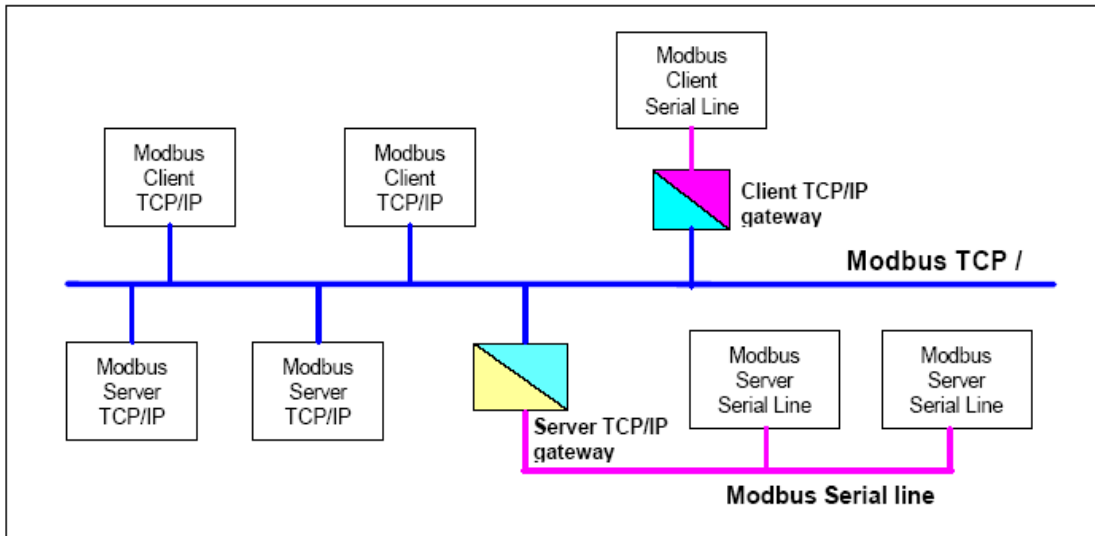 Modbus
Client
Serial Line
Modbus
Client
TCP/IP
Modbus
Client
TCP/IP
Client TCP/IP
gateway
Modbus TCP /
Modbus
Server
TCP/IP
Modbus
Server
TCP/IP
Server TCP/IP
gateway
Modbus
Server
Serial Line
Modbus
Server
Serial Line
Modbus Serial line